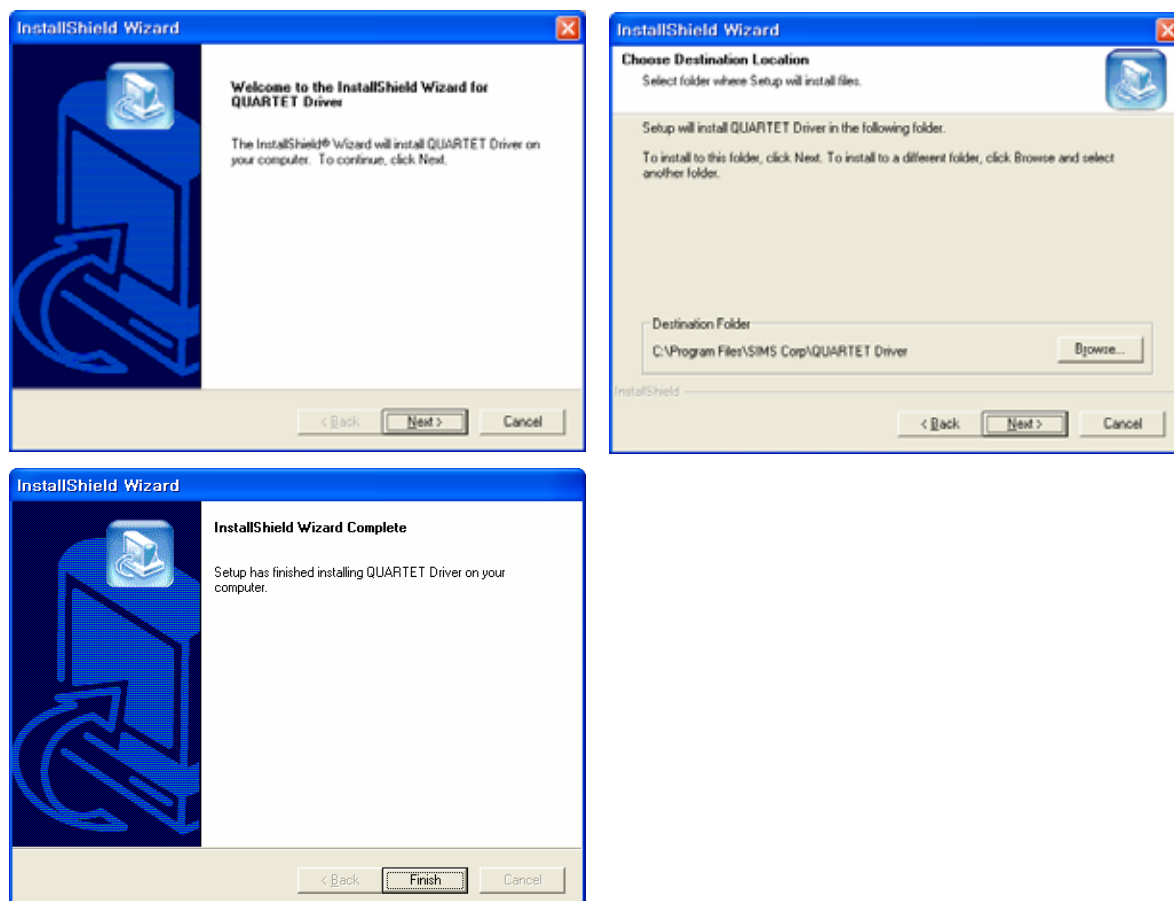 InstallShield Wizard
Welcome to the InstallShield Wizard for
QUARTET Driver
The InstallShield® Wizard will install QUARTET Driver on
your computer. To continue, click Next.
< Back
Next >
Cancel
InstallShield Wizard
Choose Destination Location
Select folder where Setup will install files.
Setup will install QUARTET Driver in the following folder.
To install to this folder, click Next. To install to a different folder, click Browse and select
another folder.
Destination Folder
C:\Program Files\SIMS Corp\QUARTET Driver
Browse...
InstallShield
< Back
Next >
Cancel
InstallShield Wizard
InstallShield Wizard Complete
Setup has finished installing QUARTET Driver on your
computer.
< Back
Finish
Cancel